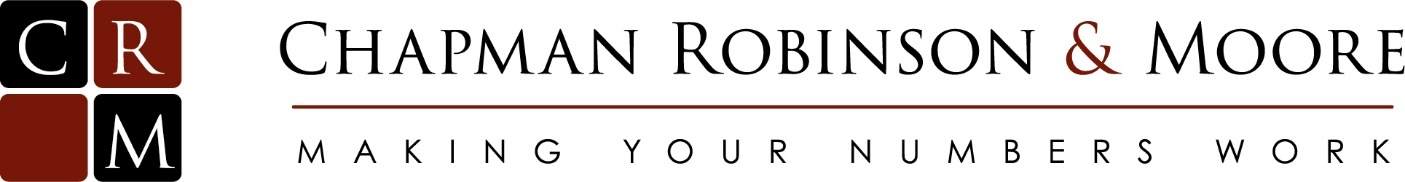 C R
M
CHAPMAN ROBINSON & MOORE
MAKING YOUR NUMBERS WORK